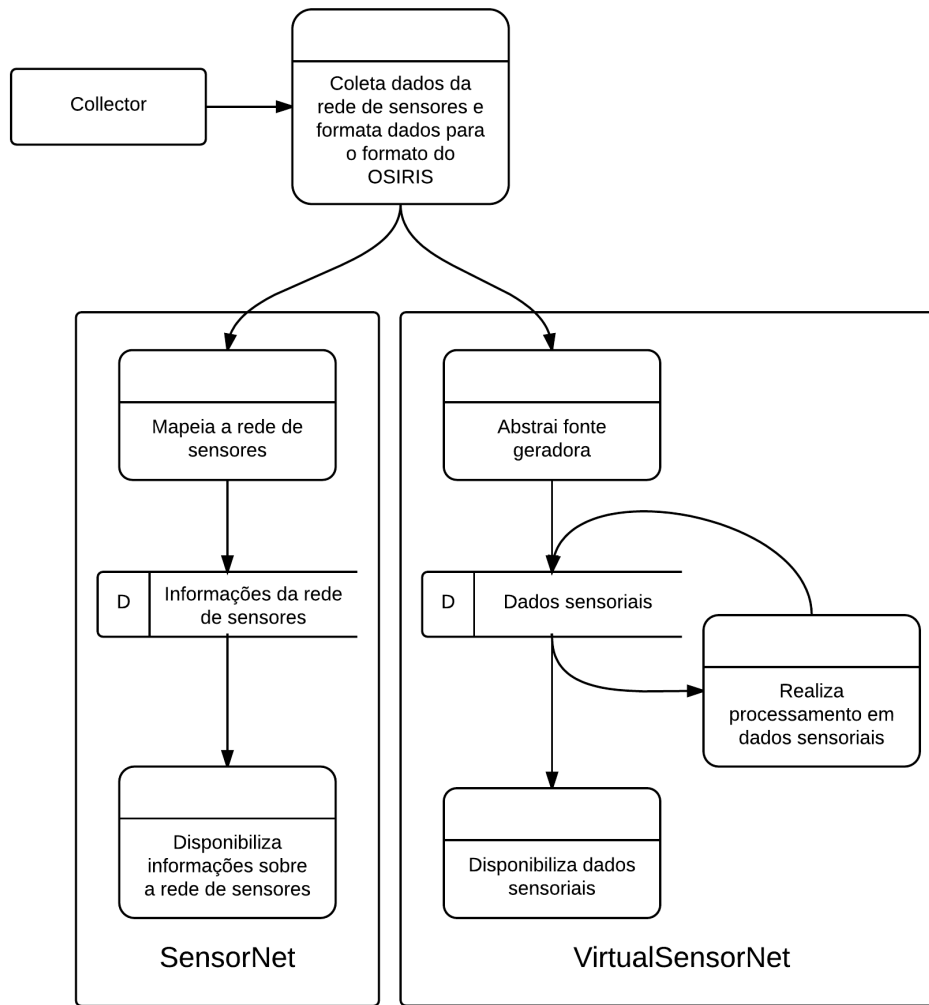 Collector
Coleta dados da
rede de sensores e
formata dados para
o formato do
OSIRIS
Mapeia a rede de
sensores
D
Informações da rede
de sensores
Disponibiliza
informações sobre
a rede de sensores
SensorNet
Abstrai fonte
geradora
D
Dados sensoriais
Realiza
processamento em
dados sensoriais
Disponibiliza dados
sensoriais
VirtualSensorNet